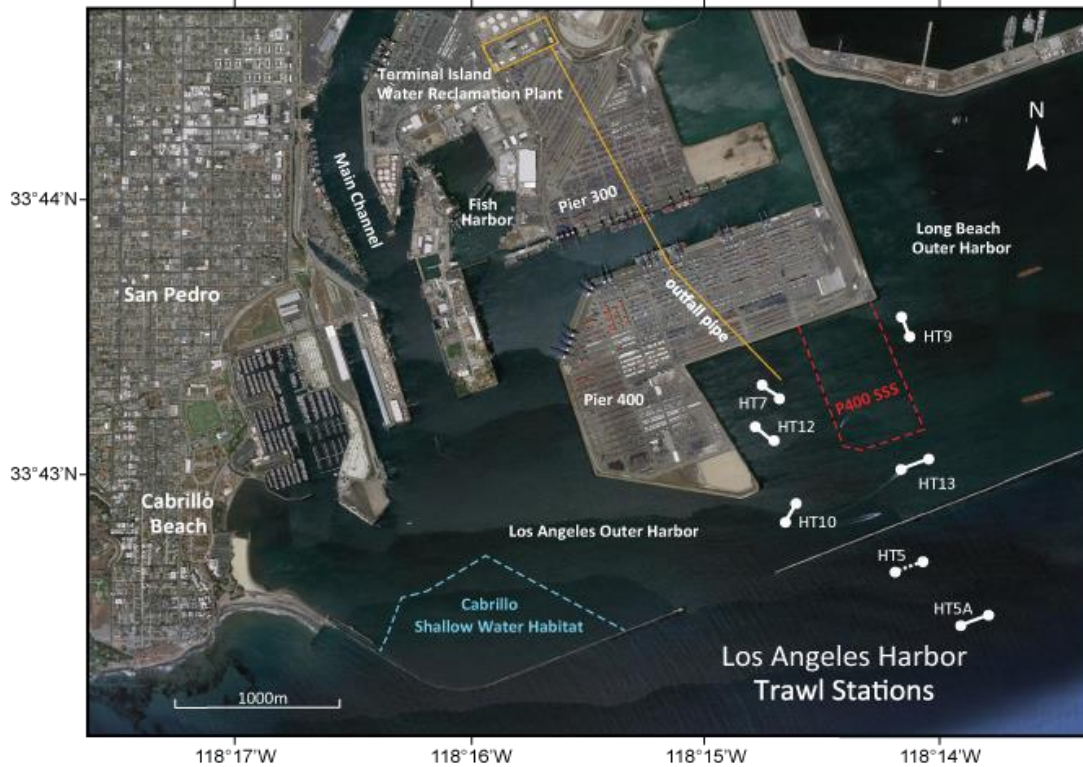 Terminal Island
Water Reclamation Plant
N
33°44'N
Main Channel
Fish
Harbor
Pier 300
Long Beach
Outer Harbor
San Pedro
outfall pipe
HT9
Pier 400
HT7
P400 SSS
HT12
33°43'N
HT13
Cabrillo
Beach
HT10
Los Angeles Outer Harbor
HT5
Cabrillo
Shallow Water Habitat
HT5A
Los Angeles Harbor
Trawl Stations
1000m
118°17'W
118°16'W
118°15'W
118°14'W